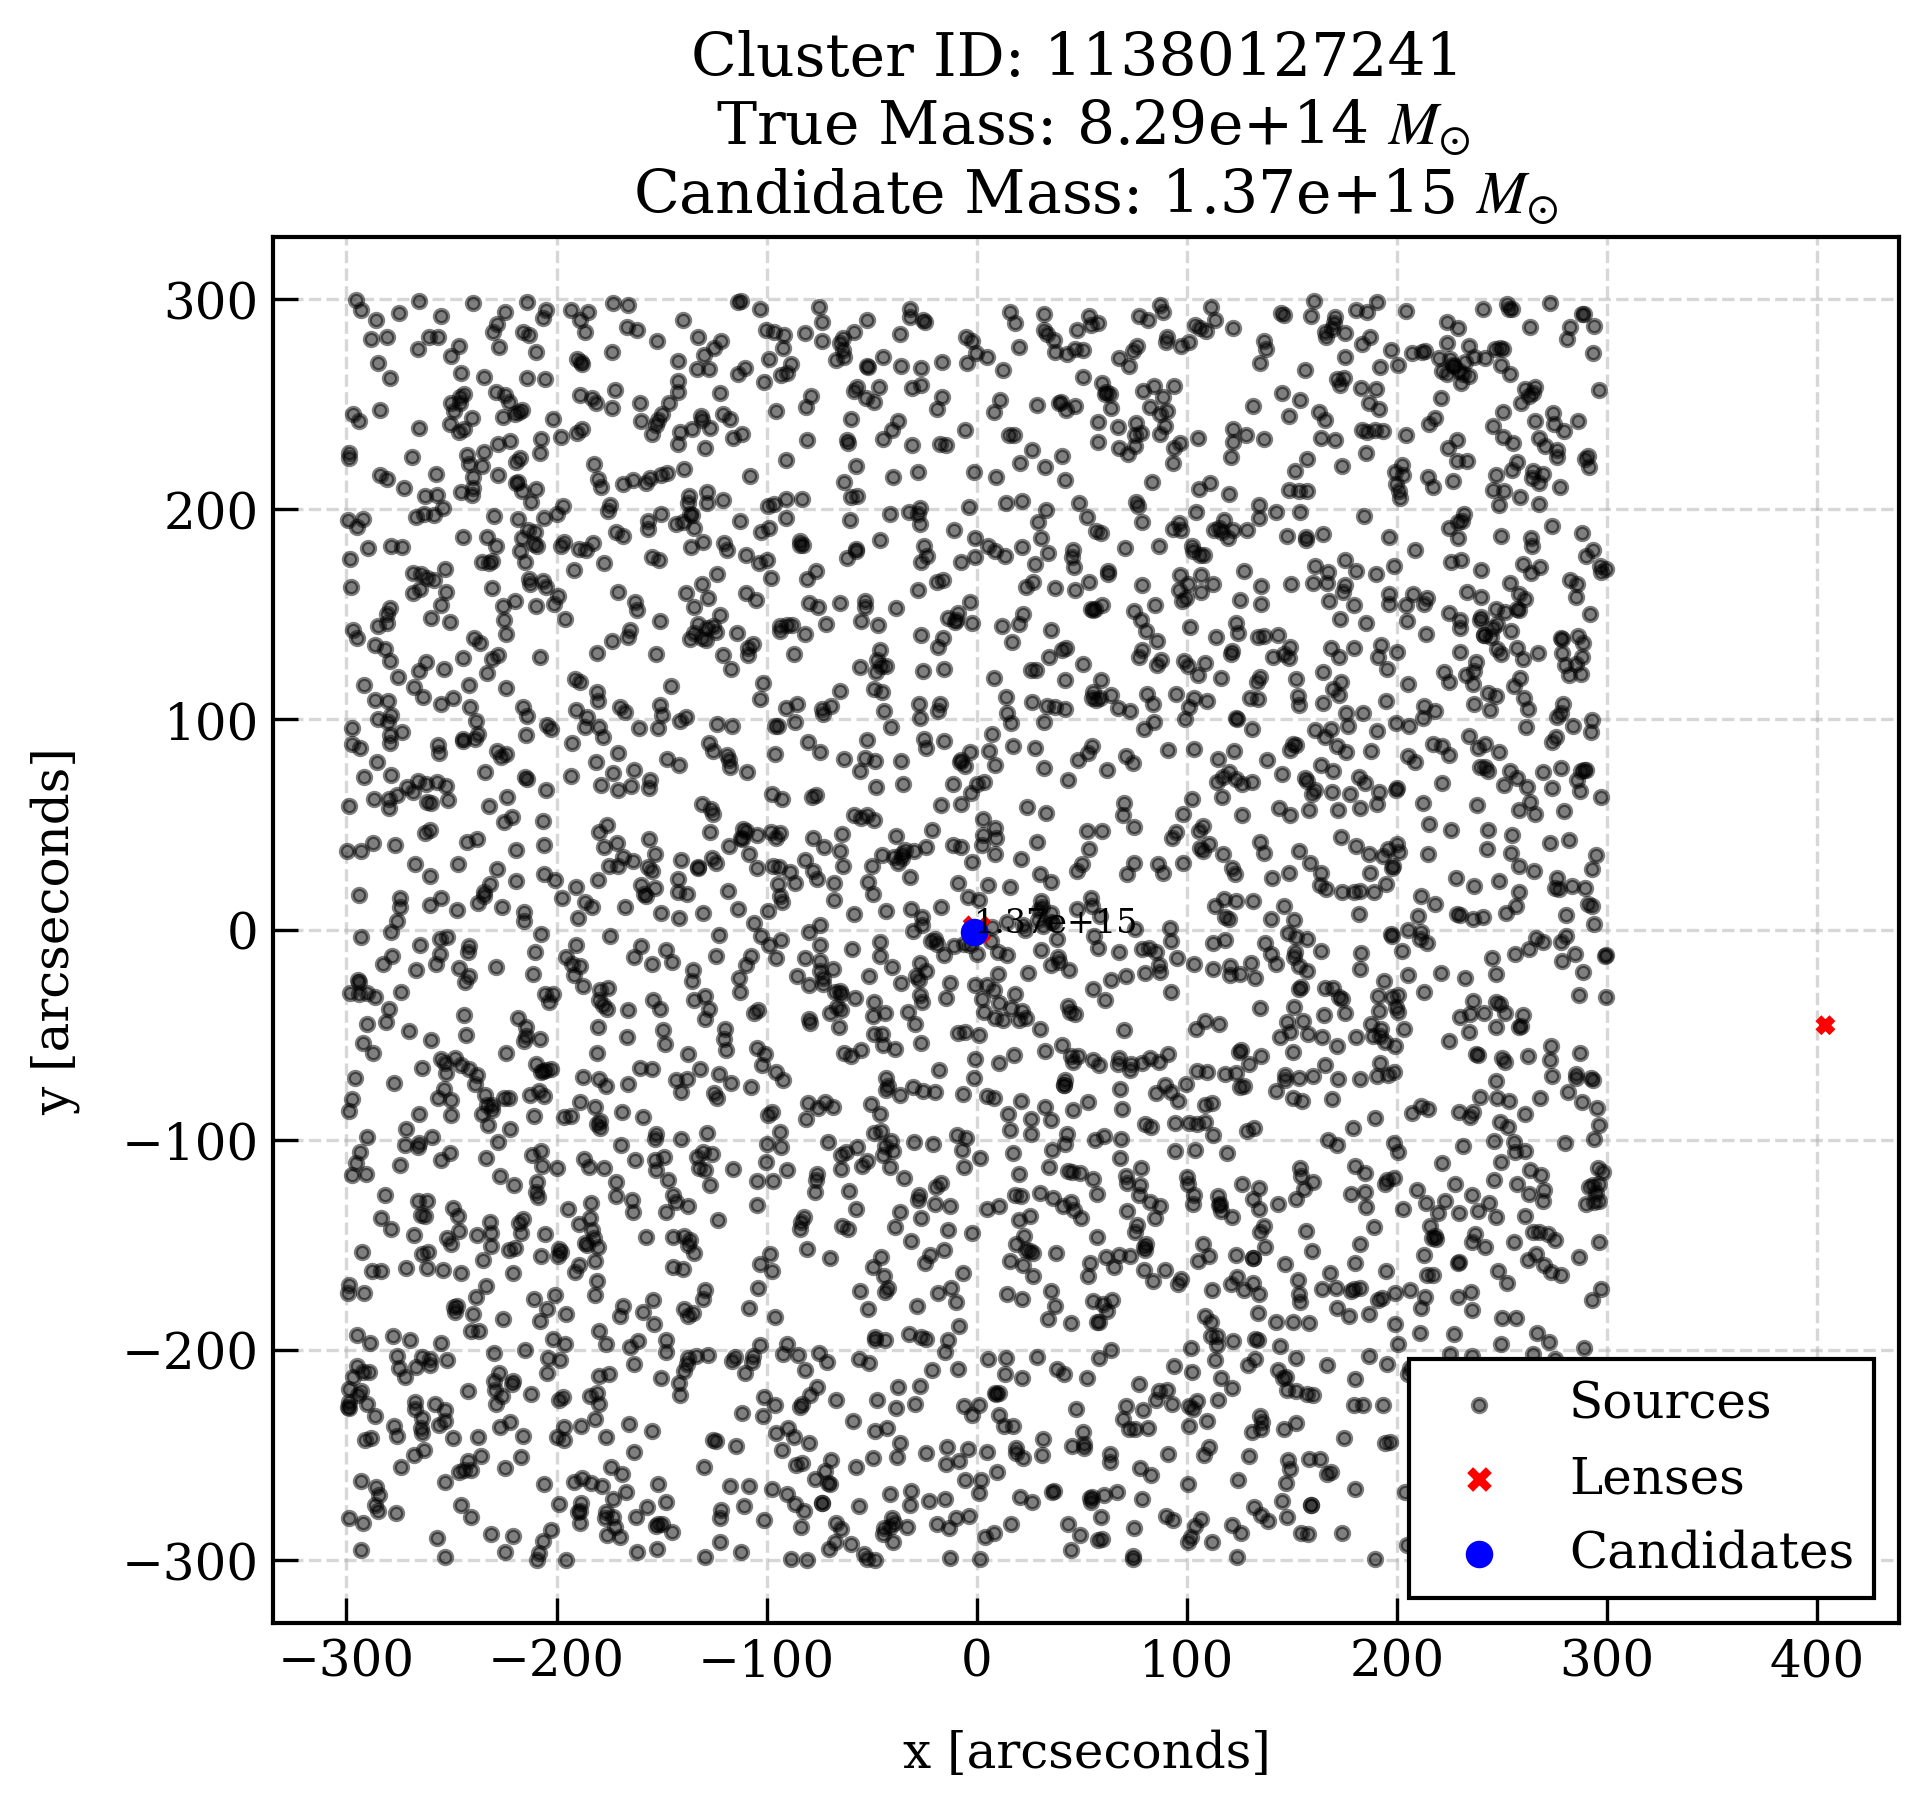 Cluster ID: 11380127241
True Mass: 8.29e+14 M⊙
Candidate Mass: 1.37e+15 M⊙
y [arcseconds]
300
200
100
0
−100
−200
−300
1.37e+15
Sources
Lenses
Candidates
−300 −200 −100 0 100 200 300 400
x [arcseconds]